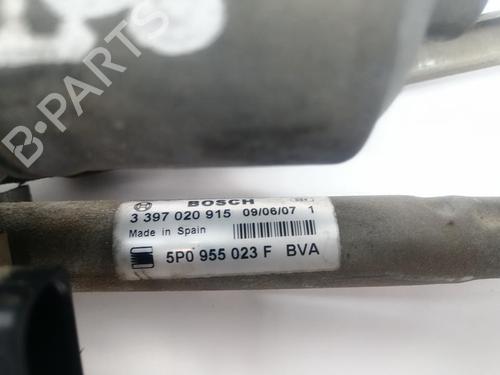 B-PARTS
BOSCH
3 397 020 915 09/06/07 1
Made in Spain
5P0 955 023 F BVA